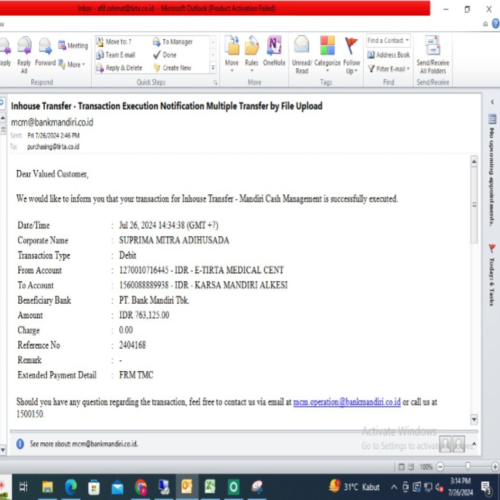 Inbox - afif.rahmat@tirta.co.id - Microsoft Outlook (Product Activation Failed)
Reply
Reply All
Forward
Meeting
More
Respond
Move to: ?
Team E-mail
Reply & Delete
To Manager
Done
Create New
Quick Steps
Move
Rules
OneNote
Move
Unread/ Read
Categorize
Follow Up
Tags
Find a Contact
Address Book
Filter E-mail
Find
Send/Receive All Folders
Send/Receive
Inhouse Transfer - Transaction Execution Notification Multiple Transfer by File Upload
mcm@bankmandiri.co.id
Sent: Fri 7/26/2024 2:46 PM
To: purchasing@tirta.co.id
Dear Valued Customer,
We would like to inform you that your transaction for Inhouse Transfer - Mandiri Cash Management is successfully executed.
Date/Time : Jul 26, 2024 14:34:38 (GMT +7)
Corporate Name : SUPRIMA MITRA ADIHUSADA
Transaction Type : Debit
From Account : 1270010716445 - IDR - E-TIRTA MEDICAL CENT
To Account : 1560088889938 - IDR - KARSA MANDIRI ALKESI
Beneficiary Bank : PT. Bank Mandiri Tbk.
Amount : IDR 763,125.00
Charge : 0.00
Reference No : 2404168
Remark : -
Extended Payment Detail : FRM TMC
Should you have any question regarding the transaction, feel free to contact us via email at mcm.operation@bankmandiri.co.id or call us at
1500150.
No upcoming appointments.
Today: 6 Tasks
Activate Windows
Go to Settings to activate
See more about: mcm@bankmandiri.co.id.
100%
31°C Kabut
3:14 PM
7/26/2024